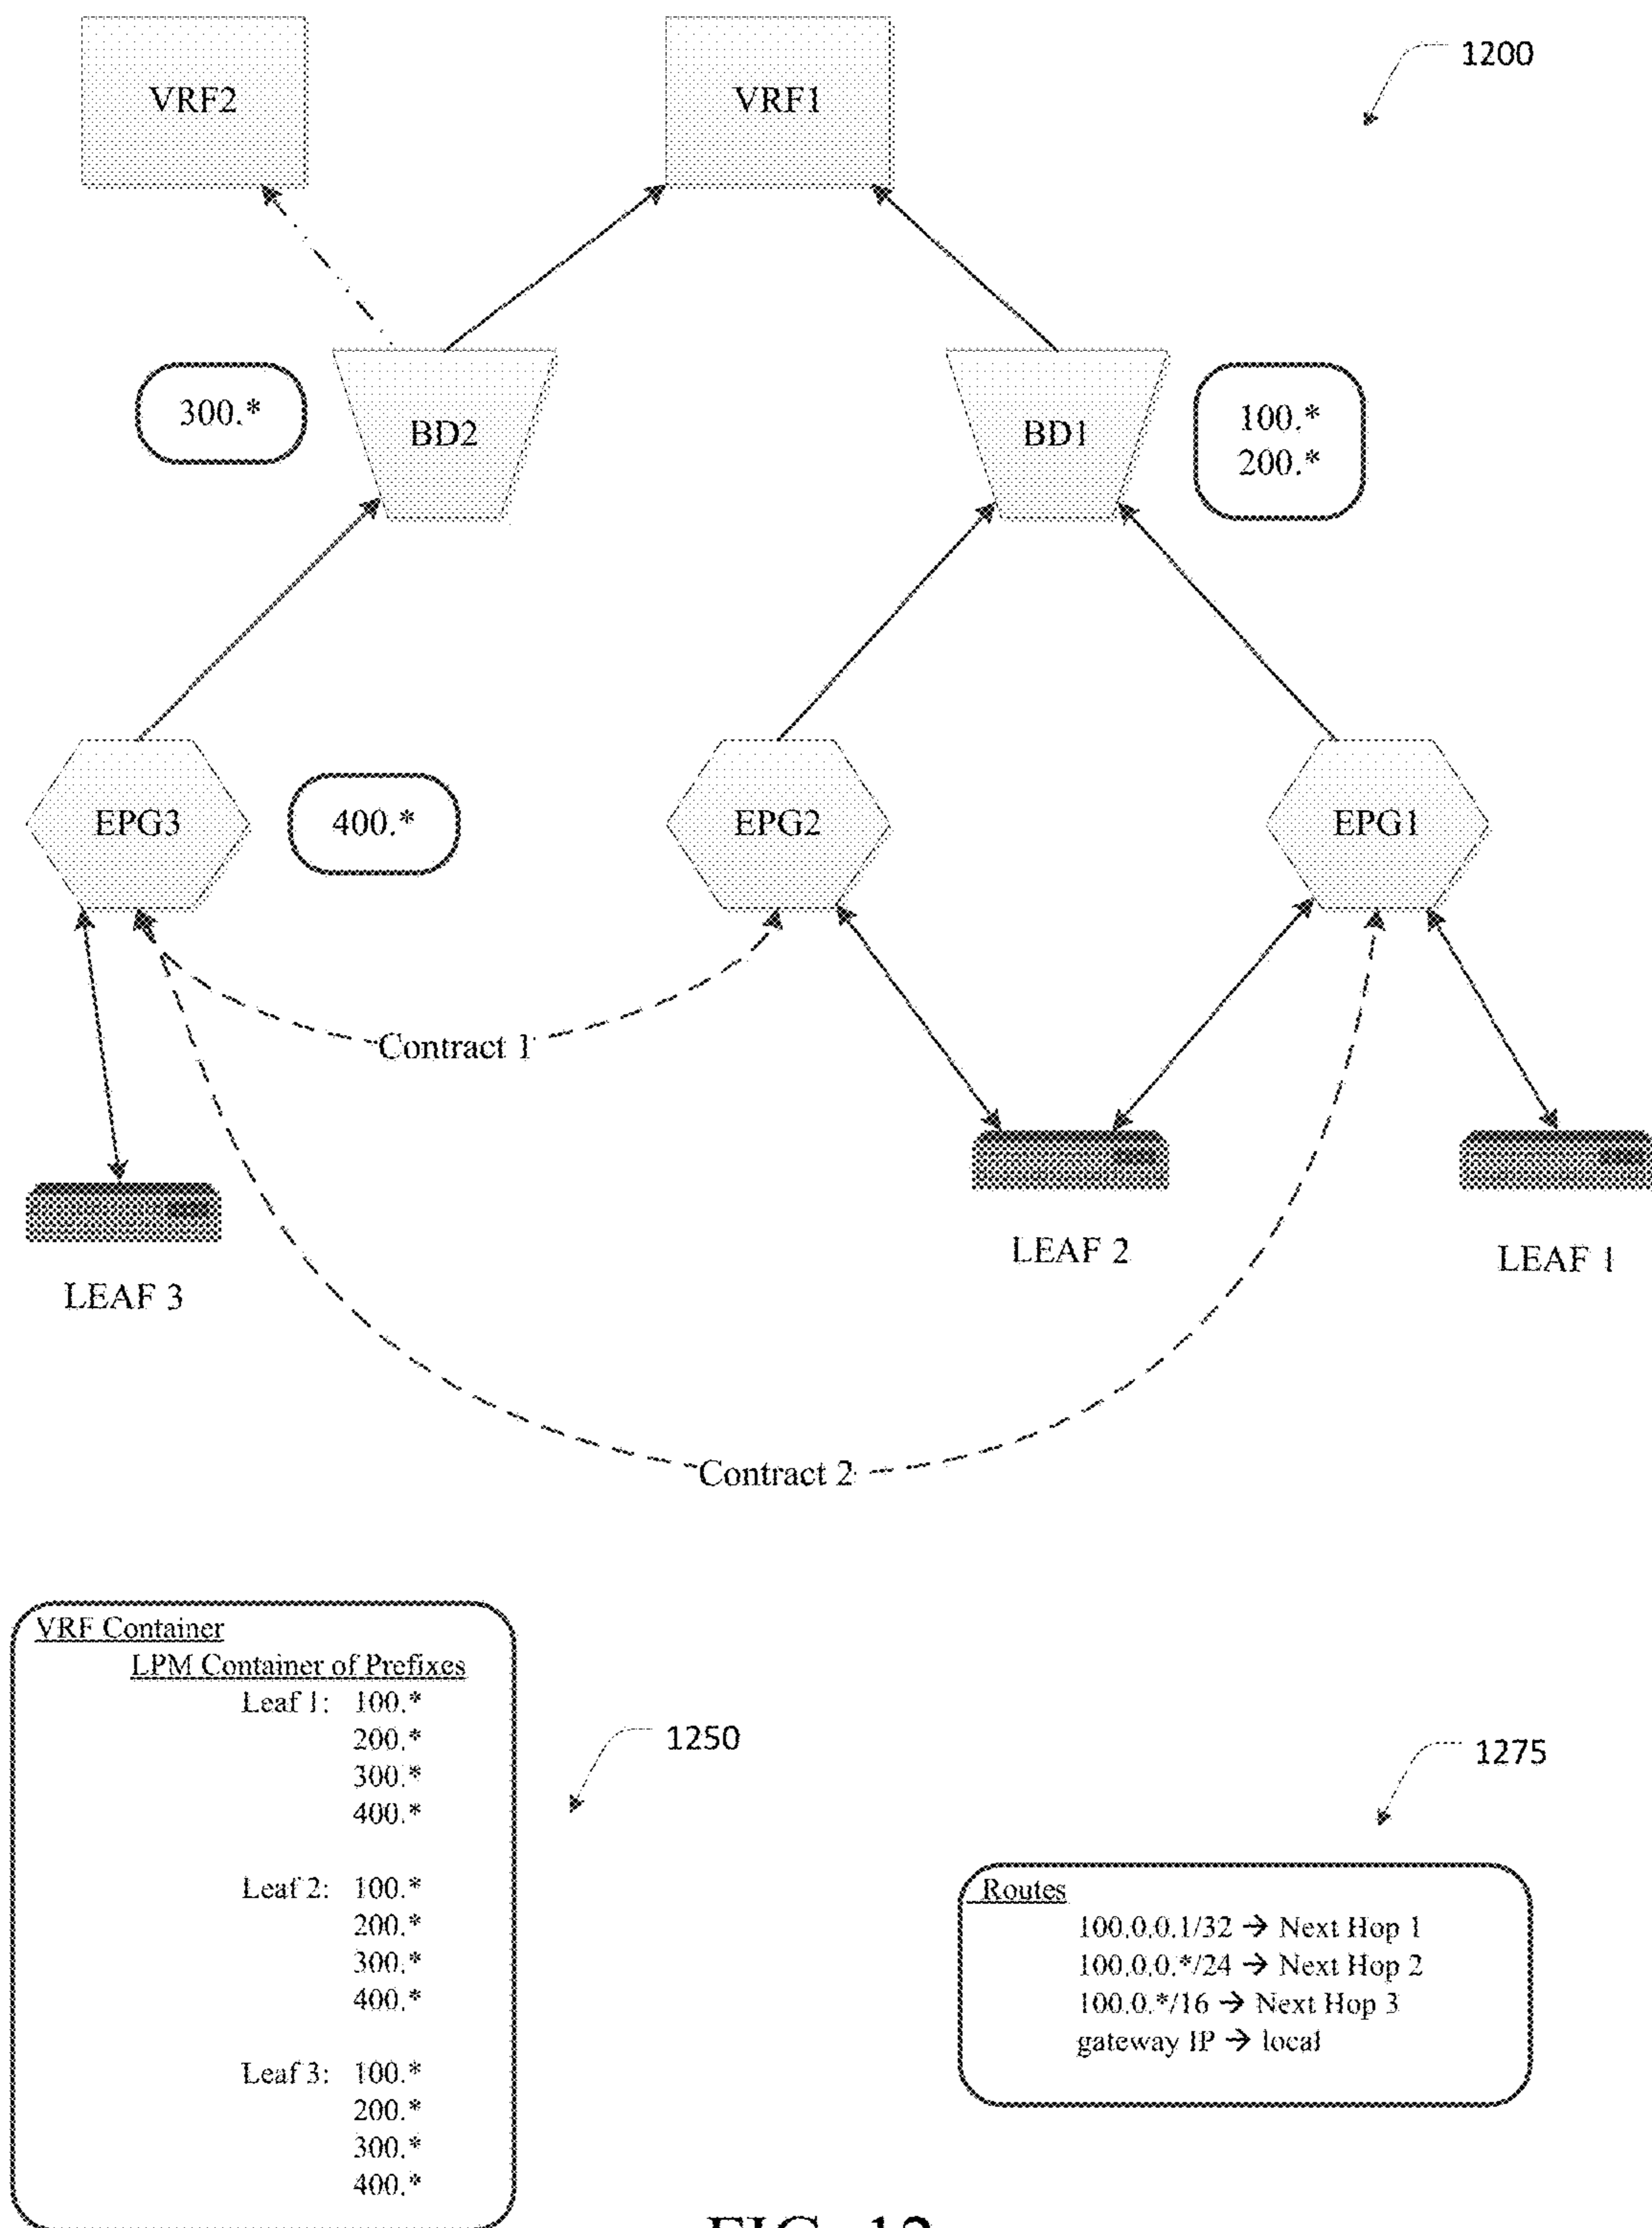 VRF2
VRF1
1200
300.*
BD2
BD1
100.*
200.*
EPG3
400.*
EPG2
EPG1
Contract 1
LEAF 3
LEAF 2
LEAF 1
Contract 2
VRF Container
LPM Container of Prefixes
Leaf 1: 100.*
200.*
300.*
400.*
Leaf 2: 100.*
200.*
300.*
400.*
Leaf 3: 100.*
200.*
300.*
400.*
1250
1275
Routes
100.0.0.1/32 → Next Hop 1
100.0.0.*/24 → Next Hop 2
100.0.*/16 → Next Hop 3
gateway IP → local